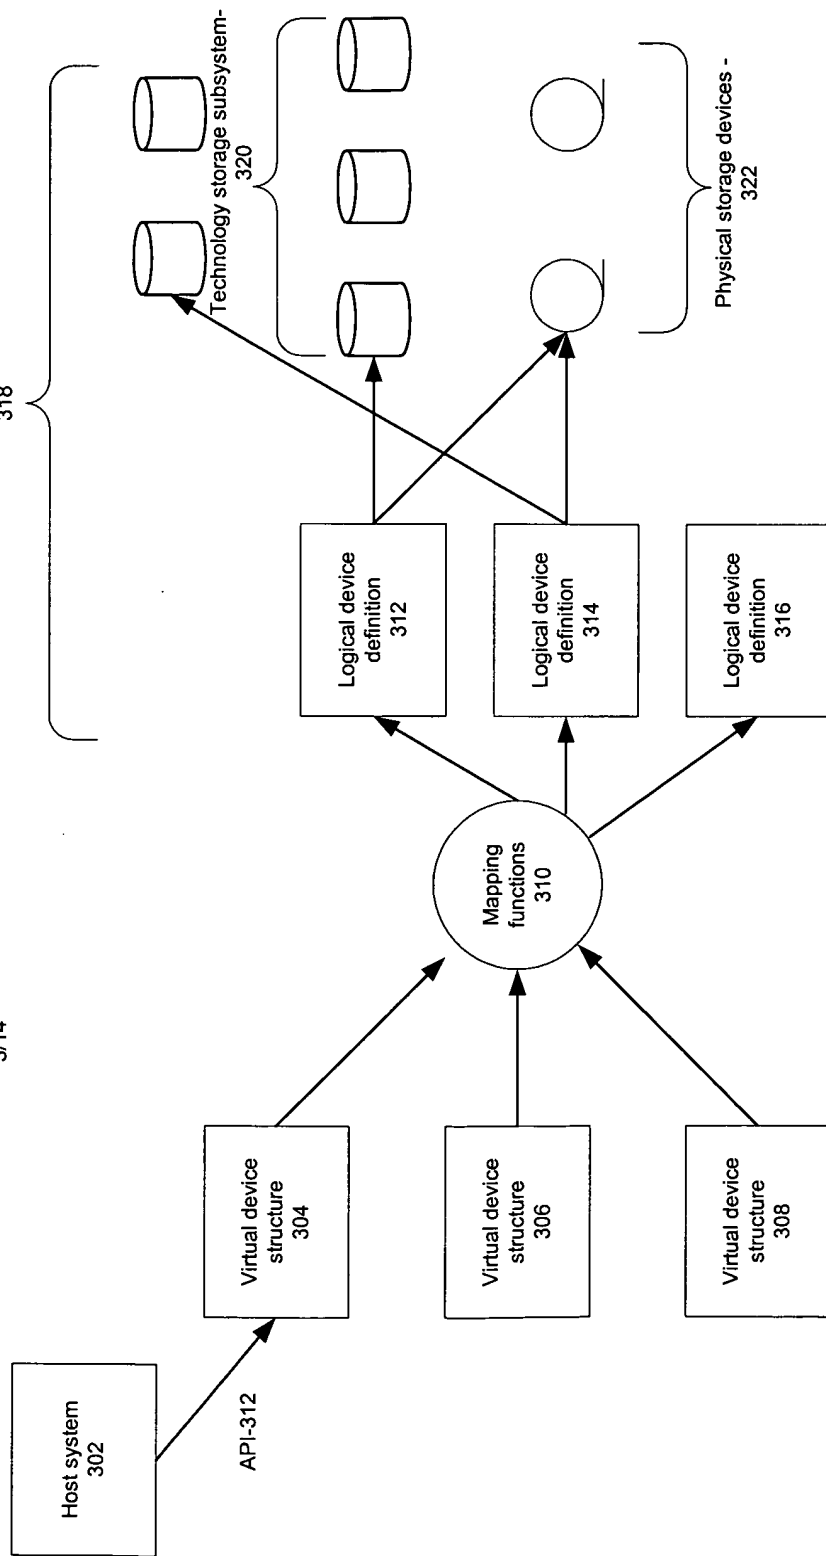 3/14
Host system
302
API-312
Virtual device
structure
304
Virtual device
structure
306
Virtual device
structure
308
Mapping
functions
310
Logical device
definition
312
Logical device
definition
314
Logical device
definition
316
318
Technology storage subsystem-
320
Physical storage devices -
322